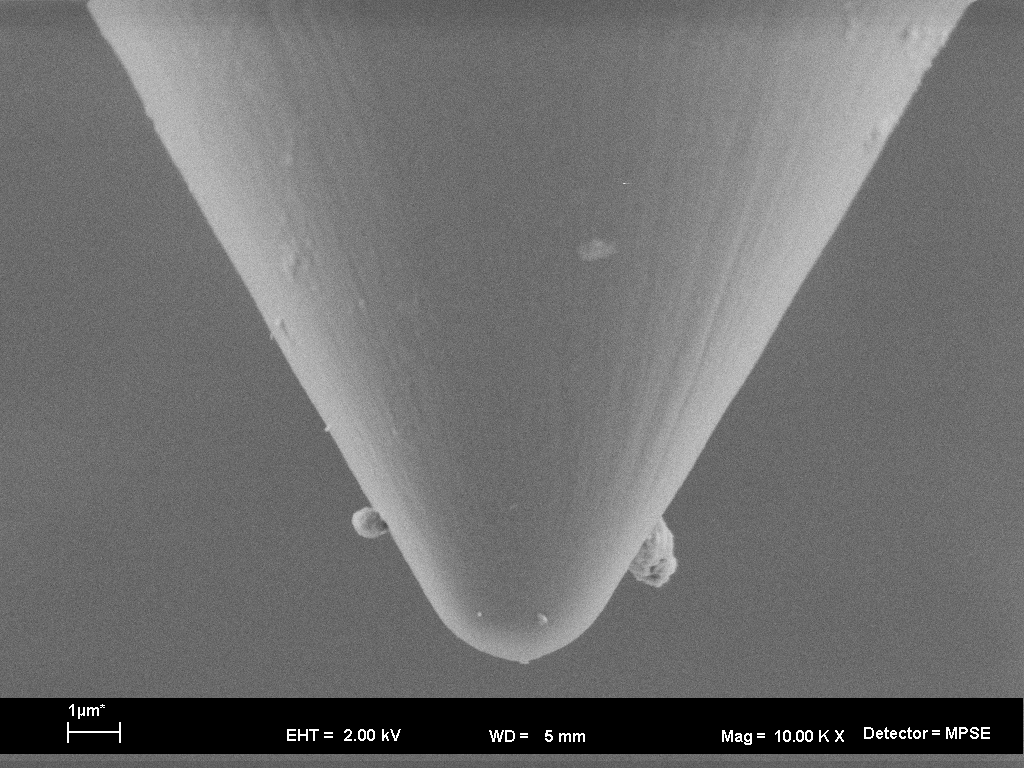 1µm*
EHT = 2.00 kV WD = 5 mm Mag = 10.00 K X Detector = MPSE